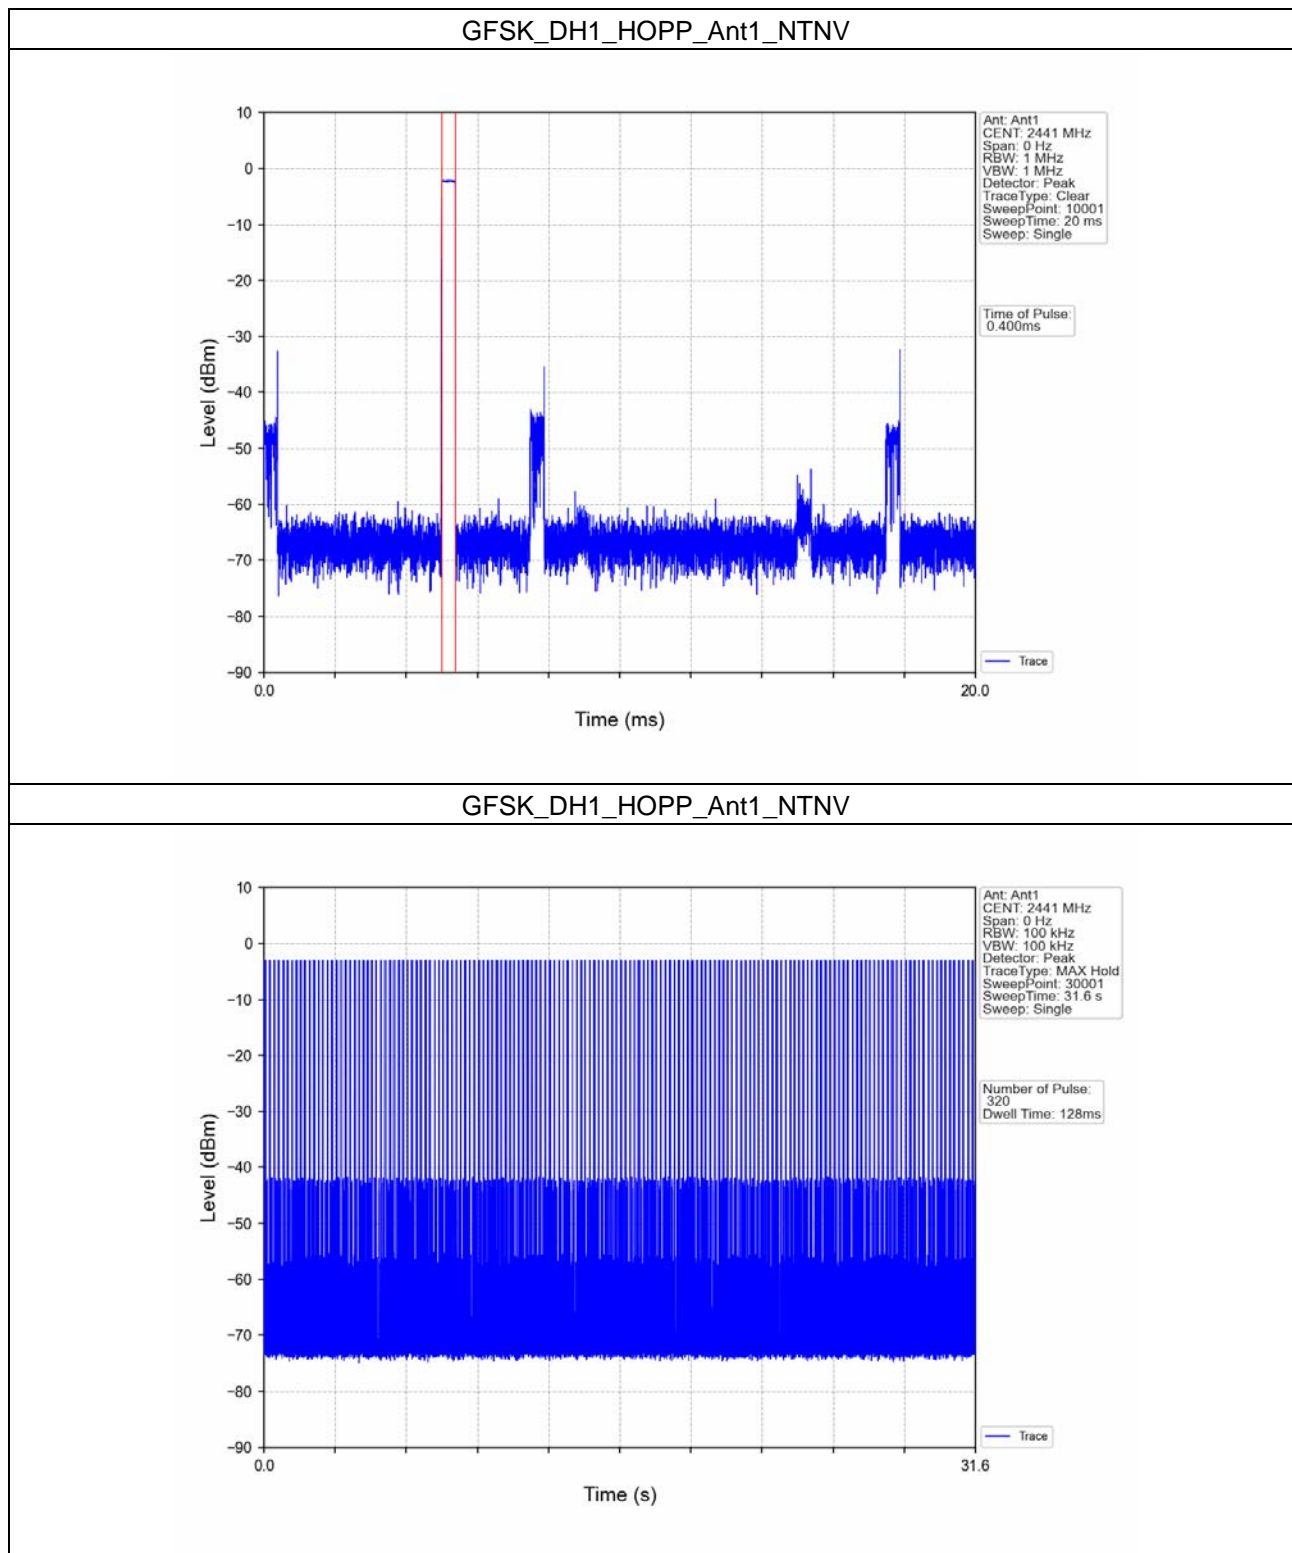 GFSK_DH1_HOPP_Ant1_NTNV
10
0
−10
−20
−30
−40
−50
−60
−70
−80
−90
Level (dBm)
0.0
20.0
Time (ms)
Ant: Ant1
CENT: 2441 MHz
Span: 0 Hz
RBW: 1 MHz
VBW: 1 MHz
Detector: Peak
TraceType: Clear
SweepPoint: 10001
SweepTime: 20 ms
Sweep: Single
Time of Pulse:
0.400ms
Trace
GFSK_DH1_HOPP_Ant1_NTNV
10
0
−10
−20
−30
−40
−50
−60
−70
−80
−90
Level (dBm)
0.0
31.6
Time (s)
Ant: Ant1
CENT: 2441 MHz
Span: 0 Hz
RBW: 100 kHz
VBW: 100 kHz
Detector: Peak
TraceType: MAX Hold
SweepPoint: 30001
SweepTime: 31.6 s
Sweep: Single
Number of Pulse:
320
Dwell Time: 128ms
Trace